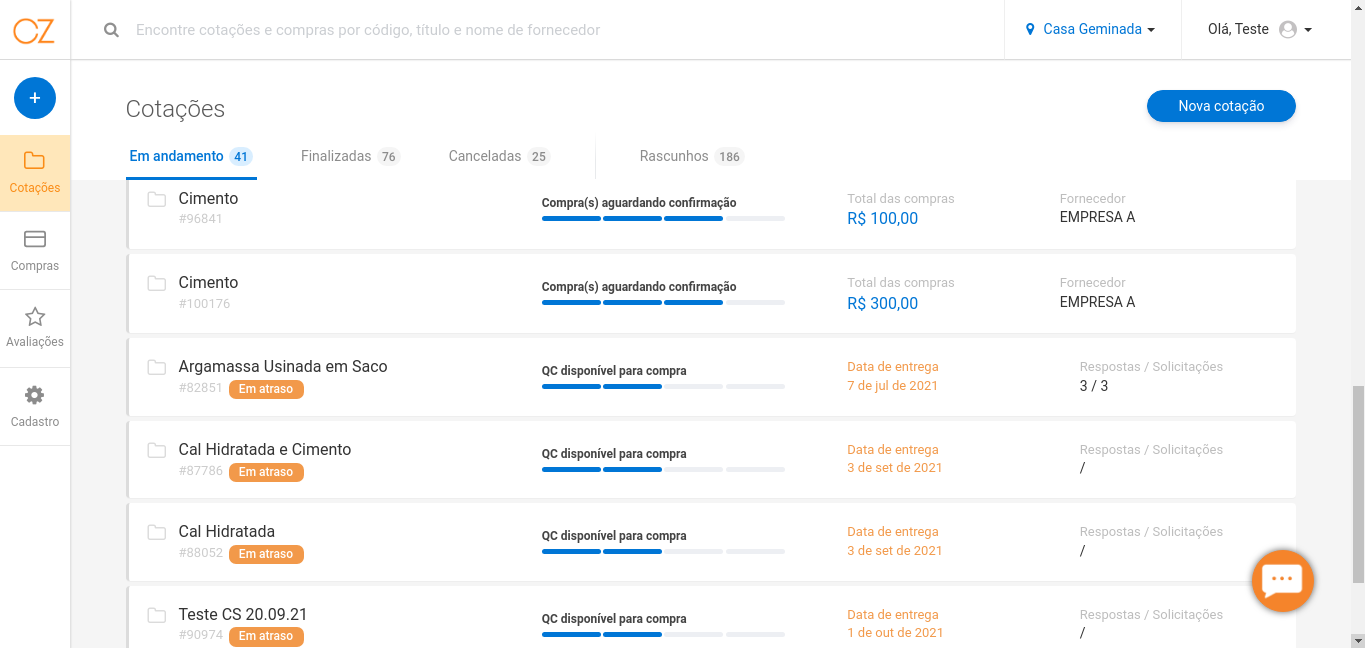 CZ
Encontre cotações e compras por código, título e nome de fornecedor
Casa Geminada
Olá, Teste
+
Cotações
Compras
Avaliações
Cadastro
Cotações
Nova cotação
Em andamento 41
Finalizadas 76
Canceladas 25
Rascunhos 186
Cimento
#96841
Compra(s) aguardando confirmação
Total das compras
R$ 100,00
Fornecedor
EMPRESA A
Cimento
#100176
Compra(s) aguardando confirmação
Total das compras
R$ 300,00
Fornecedor
EMPRESA A
Argamassa Usinada em Saco
#82851 Em atraso
QC disponível para compra
Data de entrega
7 de jul de 2021
Respostas / Solicitações
3 / 3
Cal Hidratada e Cimento
#87786 Em atraso
QC disponível para compra
Data de entrega
3 de set de 2021
Respostas / Solicitações
/
Cal Hidratada
#88052 Em atraso
QC disponível para compra
Data de entrega
3 de set de 2021
Respostas / Solicitações
/
Teste CS 20.09.21
#90974 Em atraso
QC disponível para compra
Data de entrega
1 de out de 2021
Respostas / Solicitações
/